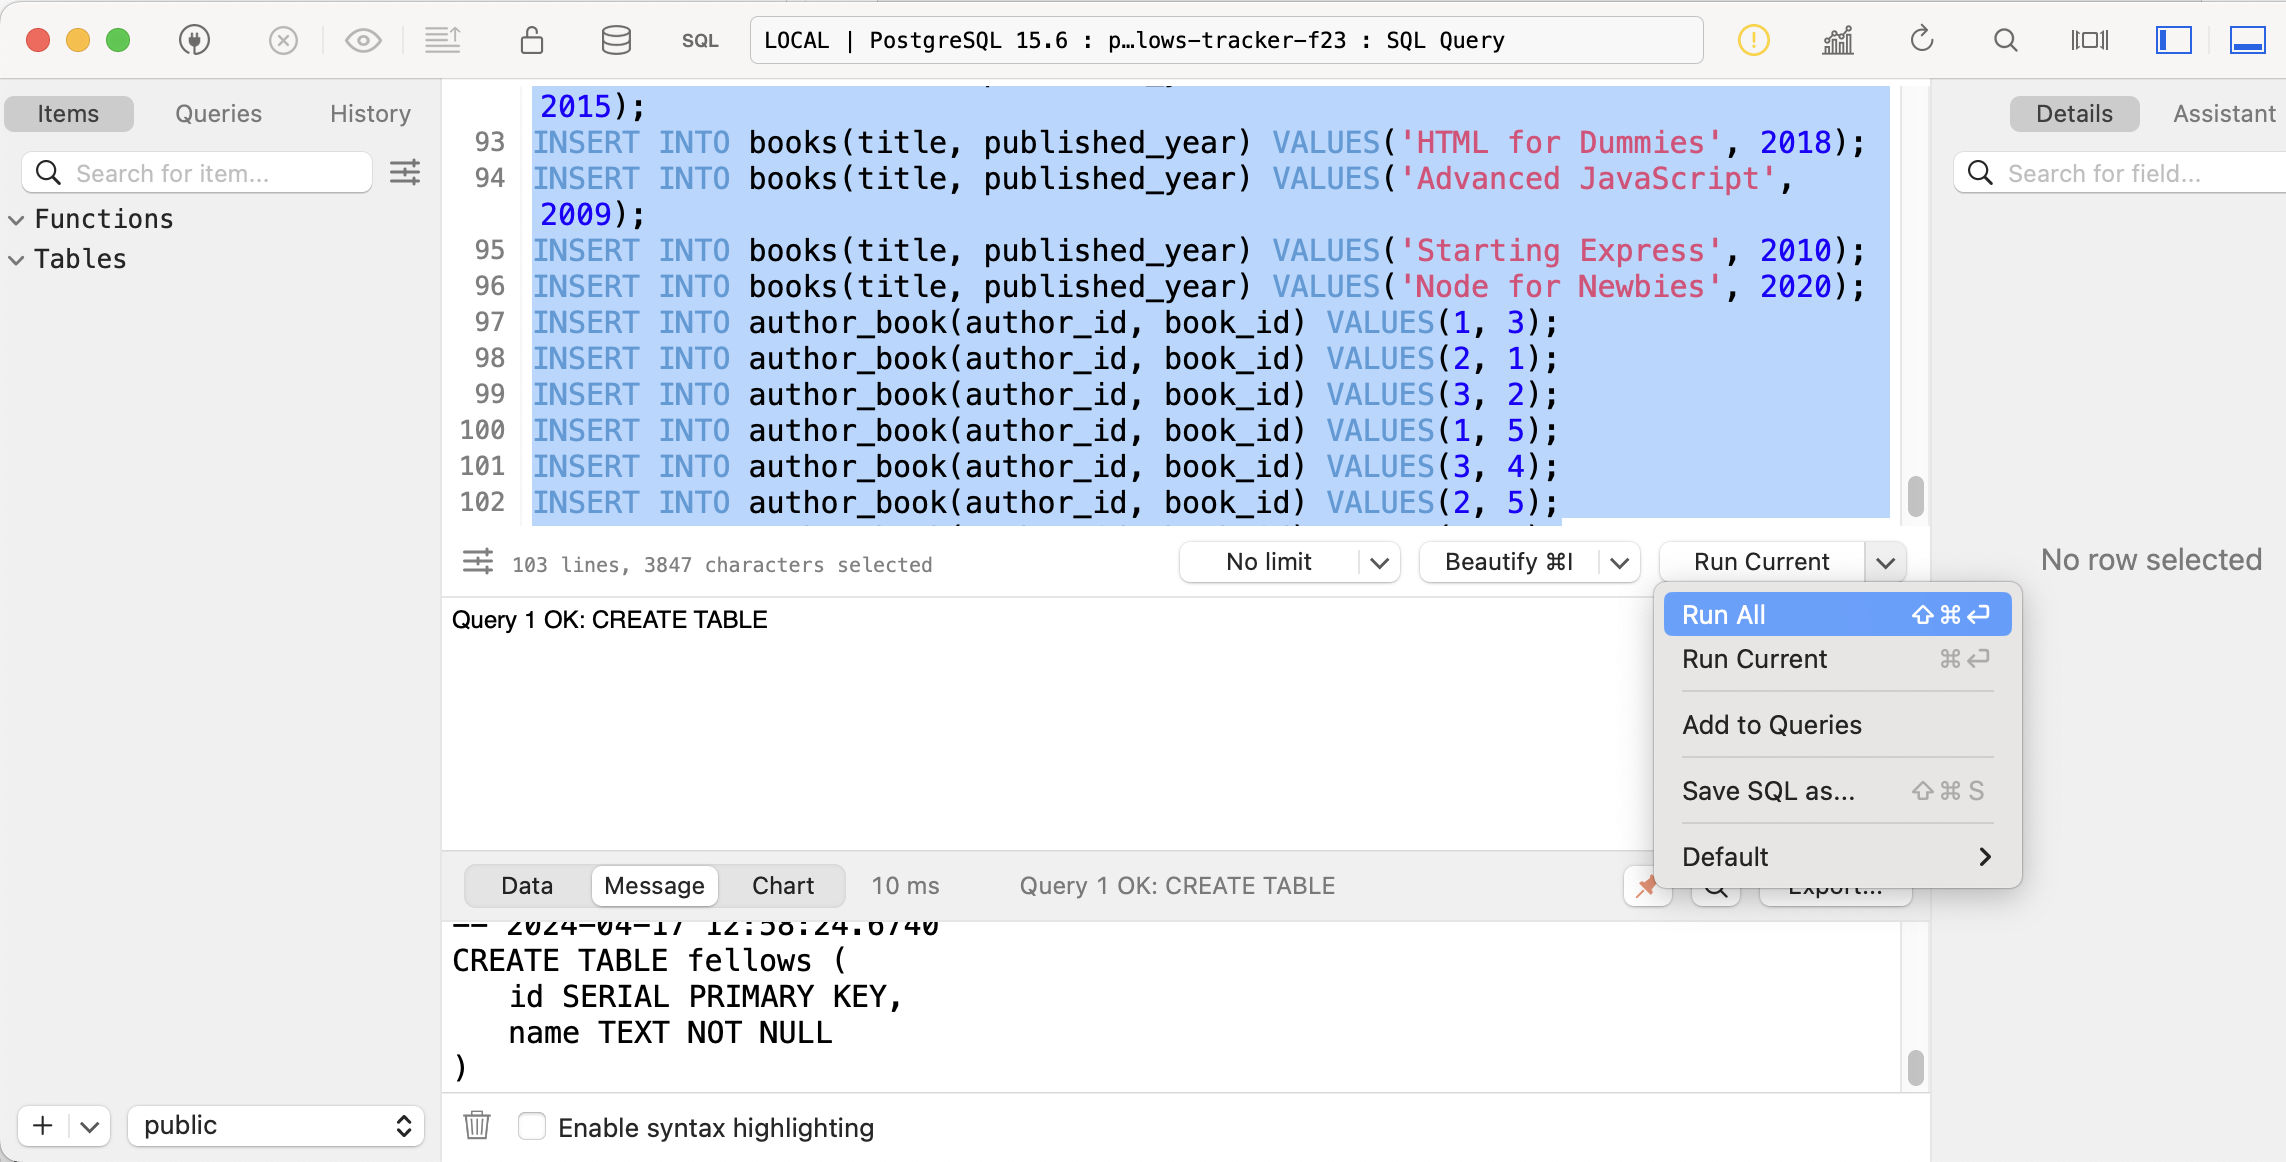 SQL
LOCAL | PostgreSQL 15.6 : p…lows-tracker-f23 : SQL Query
Items
Queries
History
Search for item...
Functions
Tables
2015);
93 INSERT INTO books(title, published_year) VALUES('HTML for Dummies', 2018);
94 INSERT INTO books(title, published_year) VALUES('Advanced JavaScript',
2009);
95 INSERT INTO books(title, published_year) VALUES('Starting Express', 2010);
96 INSERT INTO books(title, published_year) VALUES('Node for Newbies', 2020);
97 INSERT INTO author_book(author_id, book_id) VALUES(1, 3);
98 INSERT INTO author_book(author_id, book_id) VALUES(2, 1);
99 INSERT INTO author_book(author_id, book_id) VALUES(3, 2);
100 INSERT INTO author_book(author_id, book_id) VALUES(1, 5);
101 INSERT INTO author_book(author_id, book_id) VALUES(3, 4);
102 INSERT INTO author_book(author_id, book_id) VALUES(2, 5);
103 lines, 3847 characters selected
No limit
Beautify ⌘I
Run Current
Run All ⇧⌘↩
Run Current ⌘↩
Add to Queries
Save SQL as... ⇧⌘S
Default
Query 1 OK: CREATE TABLE
Data
Message
Chart
10 ms
Query 1 OK: CREATE TABLE
Export...
-- 2024-04-17 12:58:24.6740
CREATE TABLE fellows (
id SERIAL PRIMARY KEY,
name TEXT NOT NULL
)
Enable syntax highlighting
public
Details
Assistant
Search for field...
No row selected